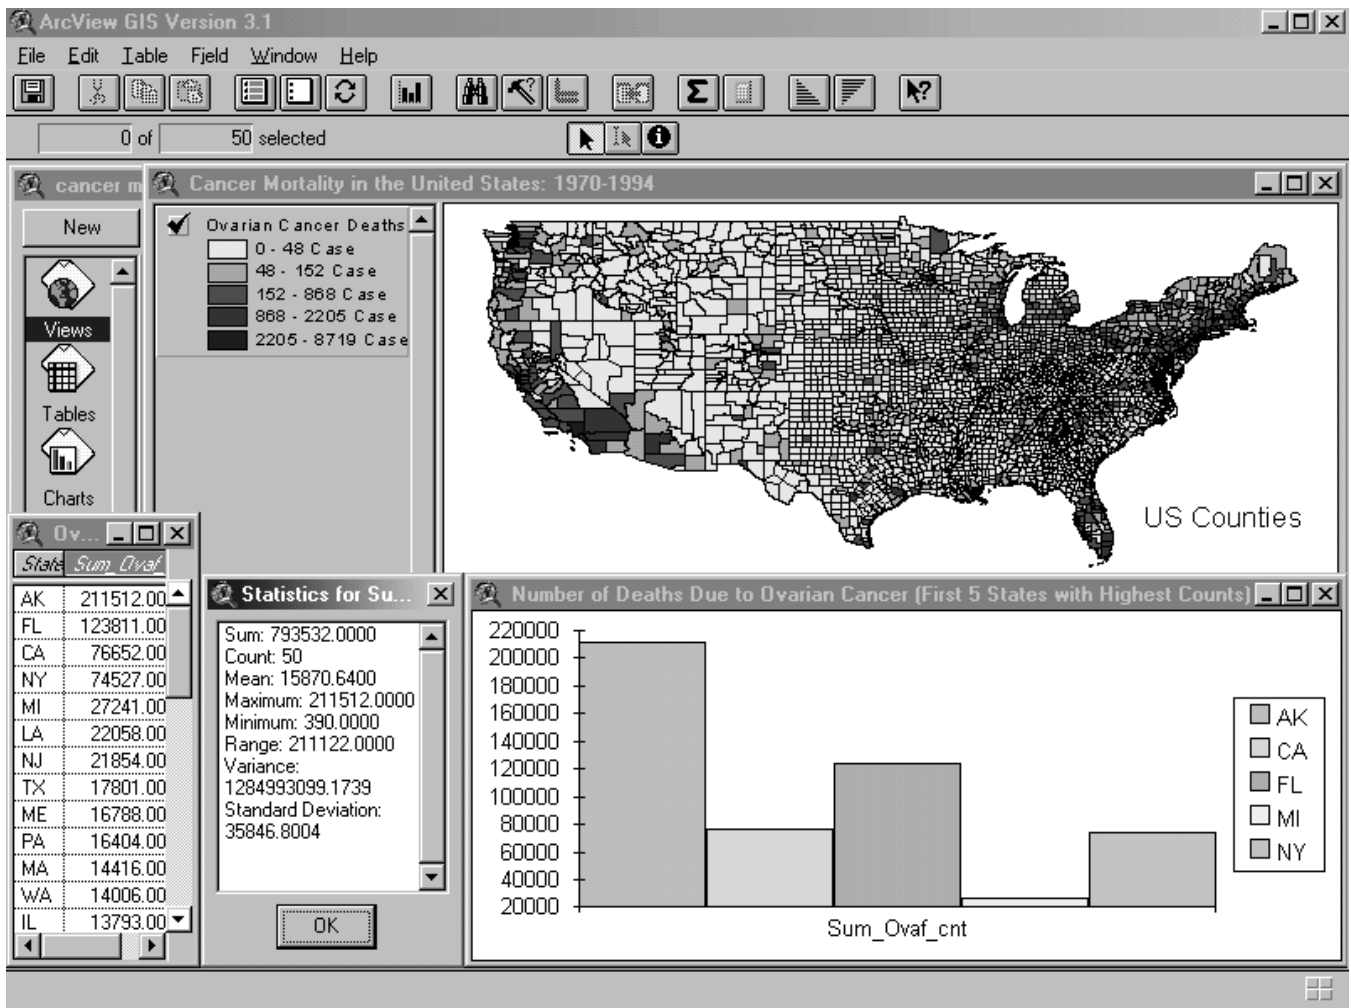 ArcView GIS Version 3.1
File Edit Table Field Window Help
0 of 50 selected
cancer m
Cancer Mortality in the United States: 1970-1994
New
Views
Tables
Charts
Ovarian Cancer Deaths
0 - 48 Case
48 - 152 Case
152 - 868 Case
868 - 2205 Case
2205 - 8719 Case
US Counties
Ov...
State Sum_Ovaf_
AK 211512.00
FL 123811.00
CA 76652.00
NY 74527.00
MI 27241.00
LA 22058.00
NJ 21854.00
TX 17801.00
ME 16788.00
PA 16404.00
MA 14416.00
WA 14006.00
IL 13793.00
Statistics for Su...
Sum: 793532.0000
Count: 50
Mean: 15870.6400
Maximum: 211512.0000
Minimum: 390.0000
Range: 211122.0000
Variance:
1284993099.1739
Standard Deviation:
35846.8004
OK
Number of Deaths Due to Ovarian Cancer (First 5 States with Highest Counts)
220000
200000
180000
160000
140000
120000
100000
80000
60000
40000
20000
Sum_Ovaf_cnt
AK
CA
FL
MI
NY